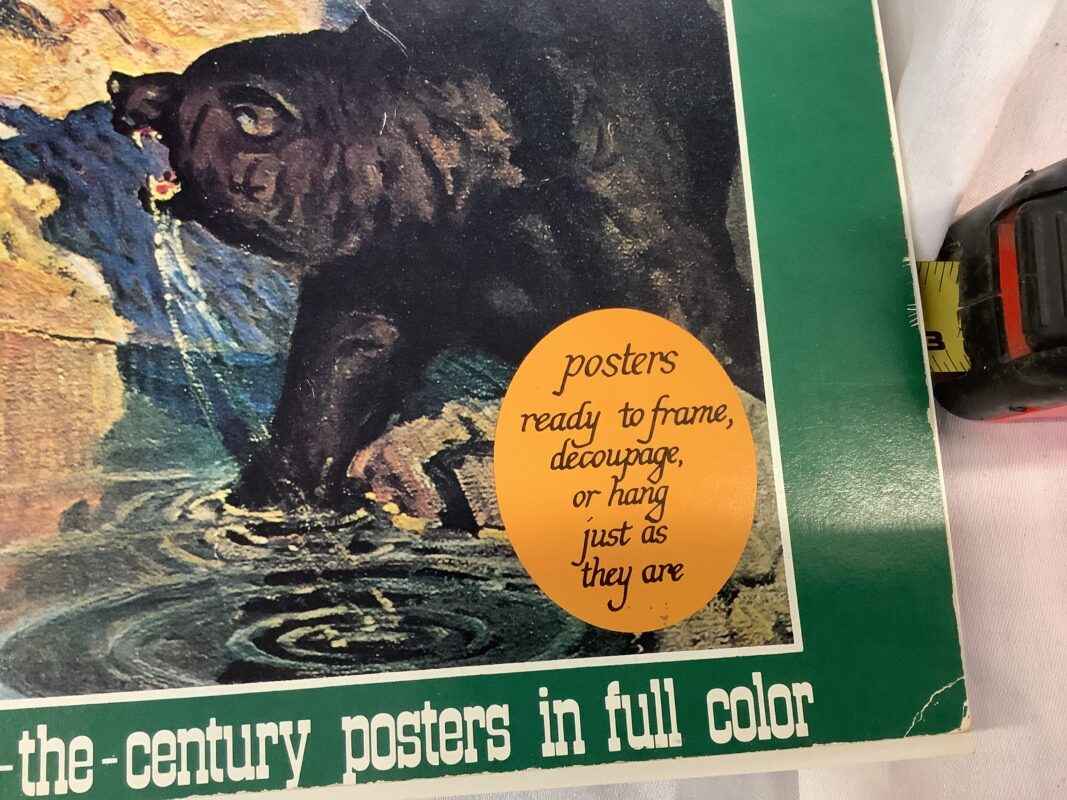 posters
ready to frame,
decoupage,
or hang
just as
they are
-the-century posters in full color